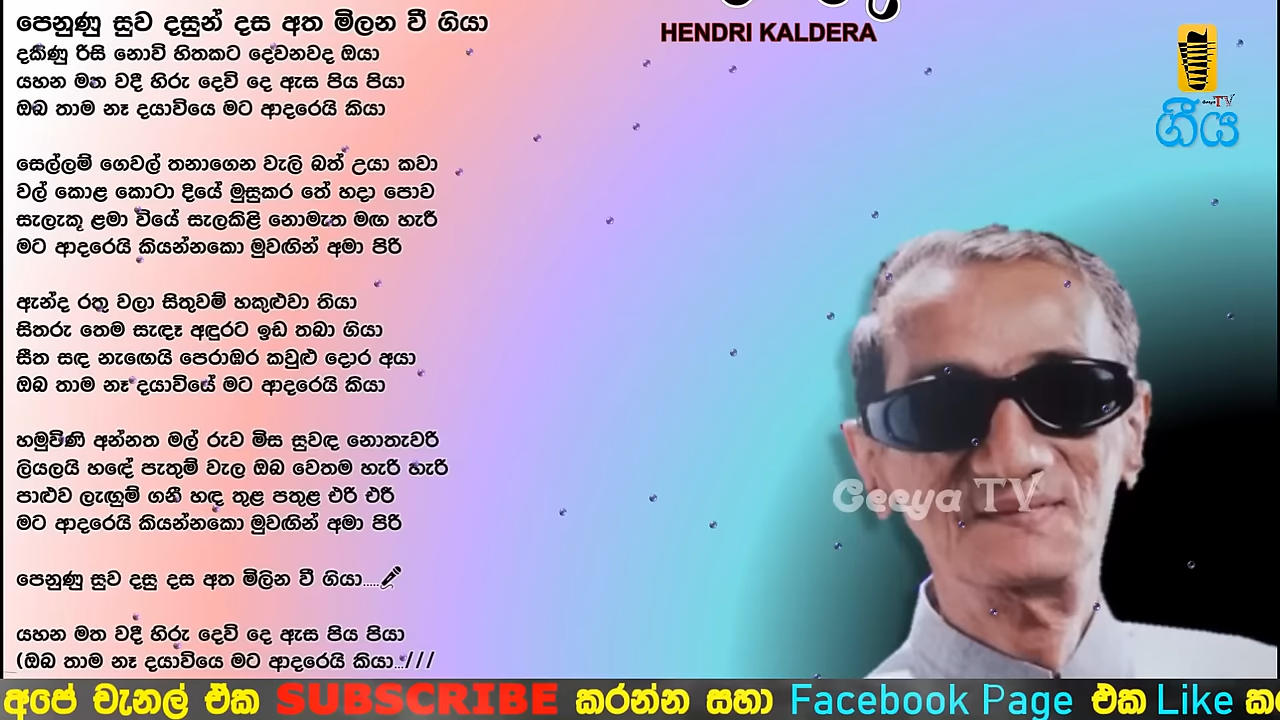 පෙනුණු සුව දසුන් දස අත මිලන වී ගියා
දකිණු රිසි නොවි හිතකට දෙවනවද ඔයා
යහන මත වදී හිරු දෙවි දෙ ඇස පිය පියා
ඔබ තාම නෑ දයාවියෙ මට ආදරෙයි කියා
සෙල්ලම් ගෙවල් තනාගෙන වැලි බත් උයා කවා
වල් කොළ කොටා දියේ මුසුකර තේ හදා පොව
සැලැකූ ළමා වියේ සැලකිළි නොමැත මඟ හැරී
මට ආදරෙයි කියන්නකො මුවඟින් අමා පිරි
ඇන්ද රතු වලා සිතුවම් හකුළුවා තියා
සිතරු තෙම සැඳෑ අඳුරට ඉඩ තබා ගියා
සීත සඳ නැඟෙයි පෙරාඹර කවුළු දොර අයා
ඔබ තාම නෑ දයාවියේ මට ආදරෙයි කියා
හමුවිණි අන්නත මල් රුව මිස සුවඳ නොතැවරී
ලියලයි හඳේ පැතුම් වැල ඔබ වෙතම හැරි හැරි
පාළුව ලැඟුම් ගනී හඳ තුළ පතුළ එරි එරී
මට ආදරෙයි කියන්නකො මුවඟින් අමා පිරි
පෙනුණු සුව දසු දස අත මිලින වී ගියා.....
යහන මත වදී හිරු දෙවි දෙ ඇස පිය පියා
(ඔබ තාම නෑ දයාවියෙ මට ආදරෙයි කියා...///
HENDRI KALDERA
Geeya TV
ගීය
Geeya TV
අපේ චැනල් ඒක SUBSCRIBE කරන්න සහා Facebook Page එක Like